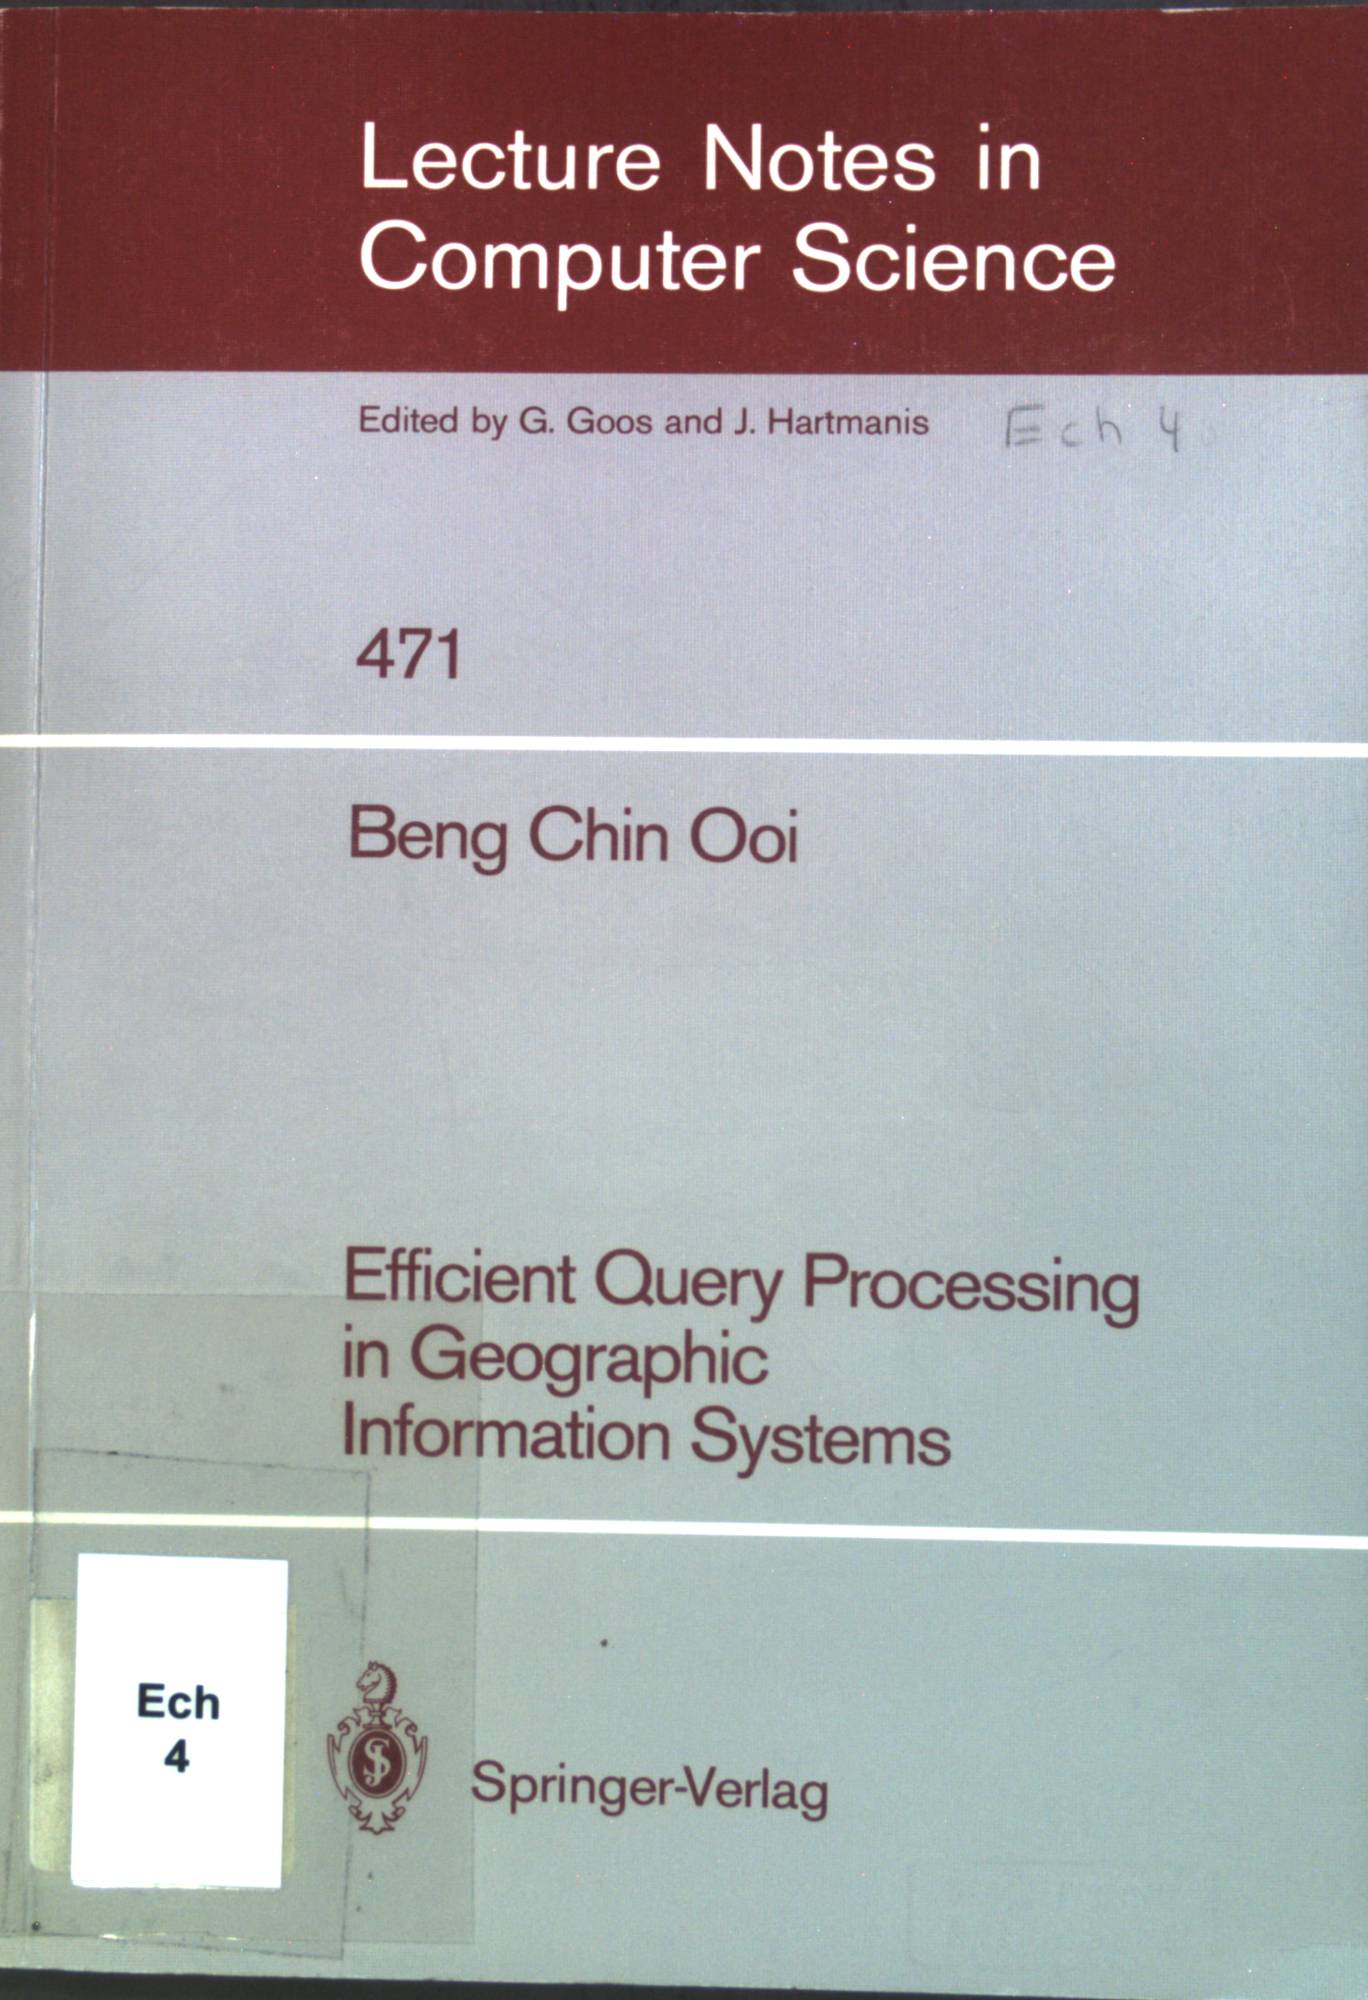 Lecture Notes in
Computer Science
Edited by G. Goos and J. Hartmanis
Ech 4
471
Beng Chin Ooi
Efficient Query Processing
in Geographic
Information Systems
Ech
4
Springer-Verlag